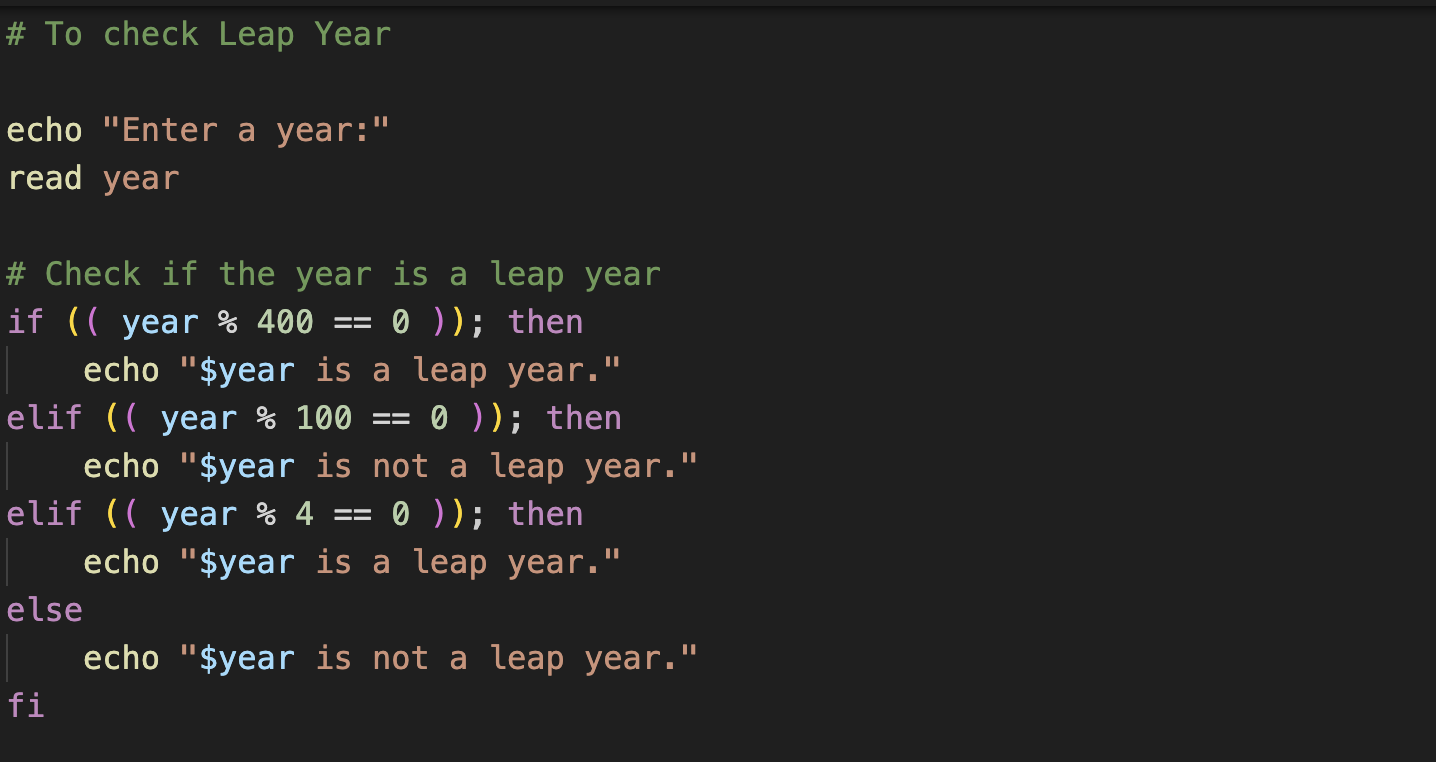 # To check Leap Year
echo "Enter a year:"
read year
# Check if the year is a leap year
if (( year % 400 == 0 )); then
    echo "$year is a leap year."
elif (( year % 100 == 0 )); then
    echo "$year is not a leap year."
elif (( year % 4 == 0 )); then
    echo "$year is a leap year."
else
    echo "$year is not a leap year."
fi